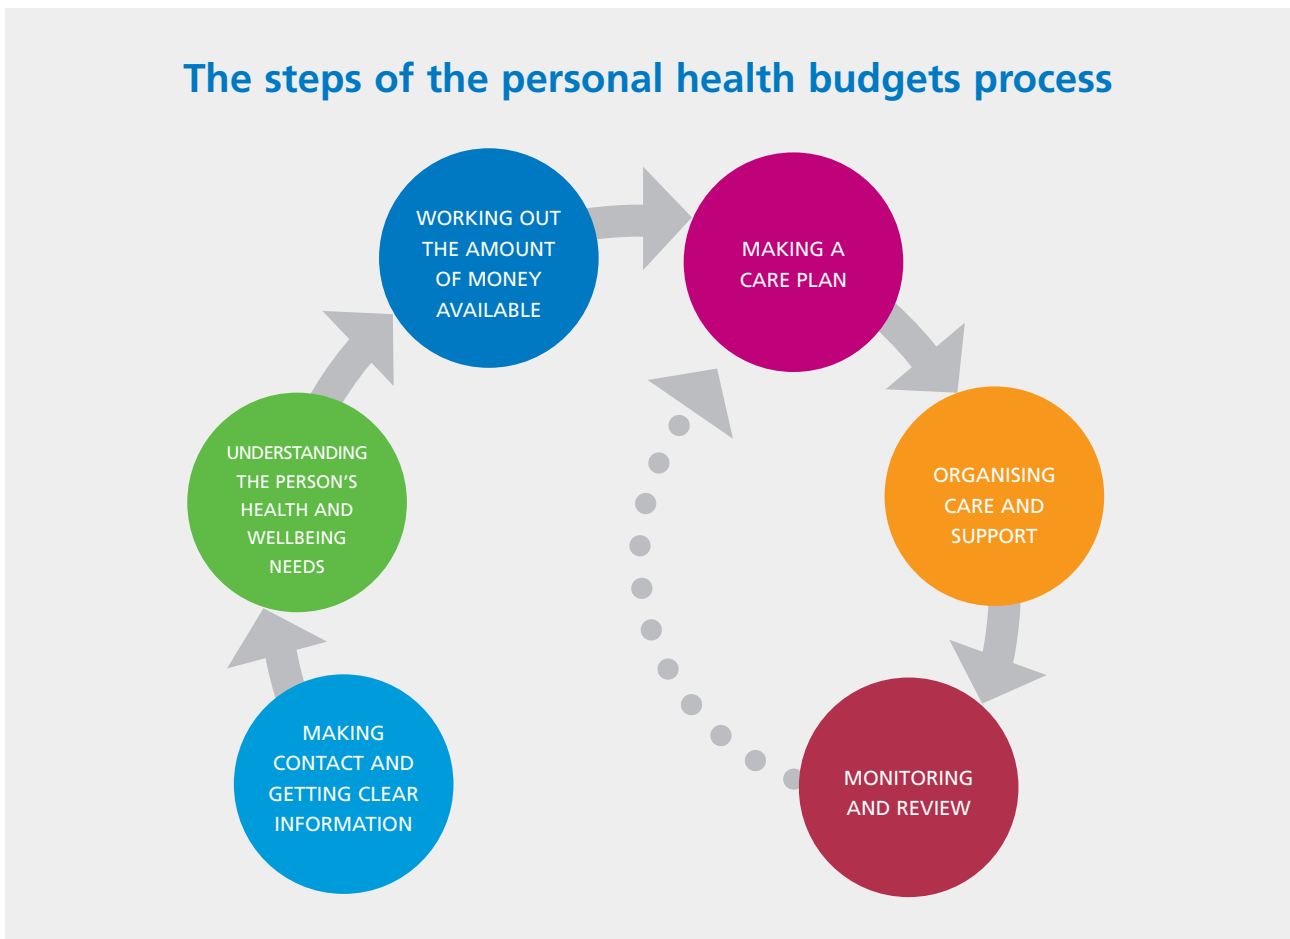 The steps of the personal health budgets process
MAKING
CONTACT AND
GETTING CLEAR
INFORMATION
UNDERSTANDING
THE PERSON’S
HEALTH AND
WELLBEING
NEEDS
WORKING OUT
THE AMOUNT
OF MONEY
AVAILABLE
MAKING A
CARE PLAN
ORGANISING
CARE AND
SUPPORT
MONITORING
AND REVIEW